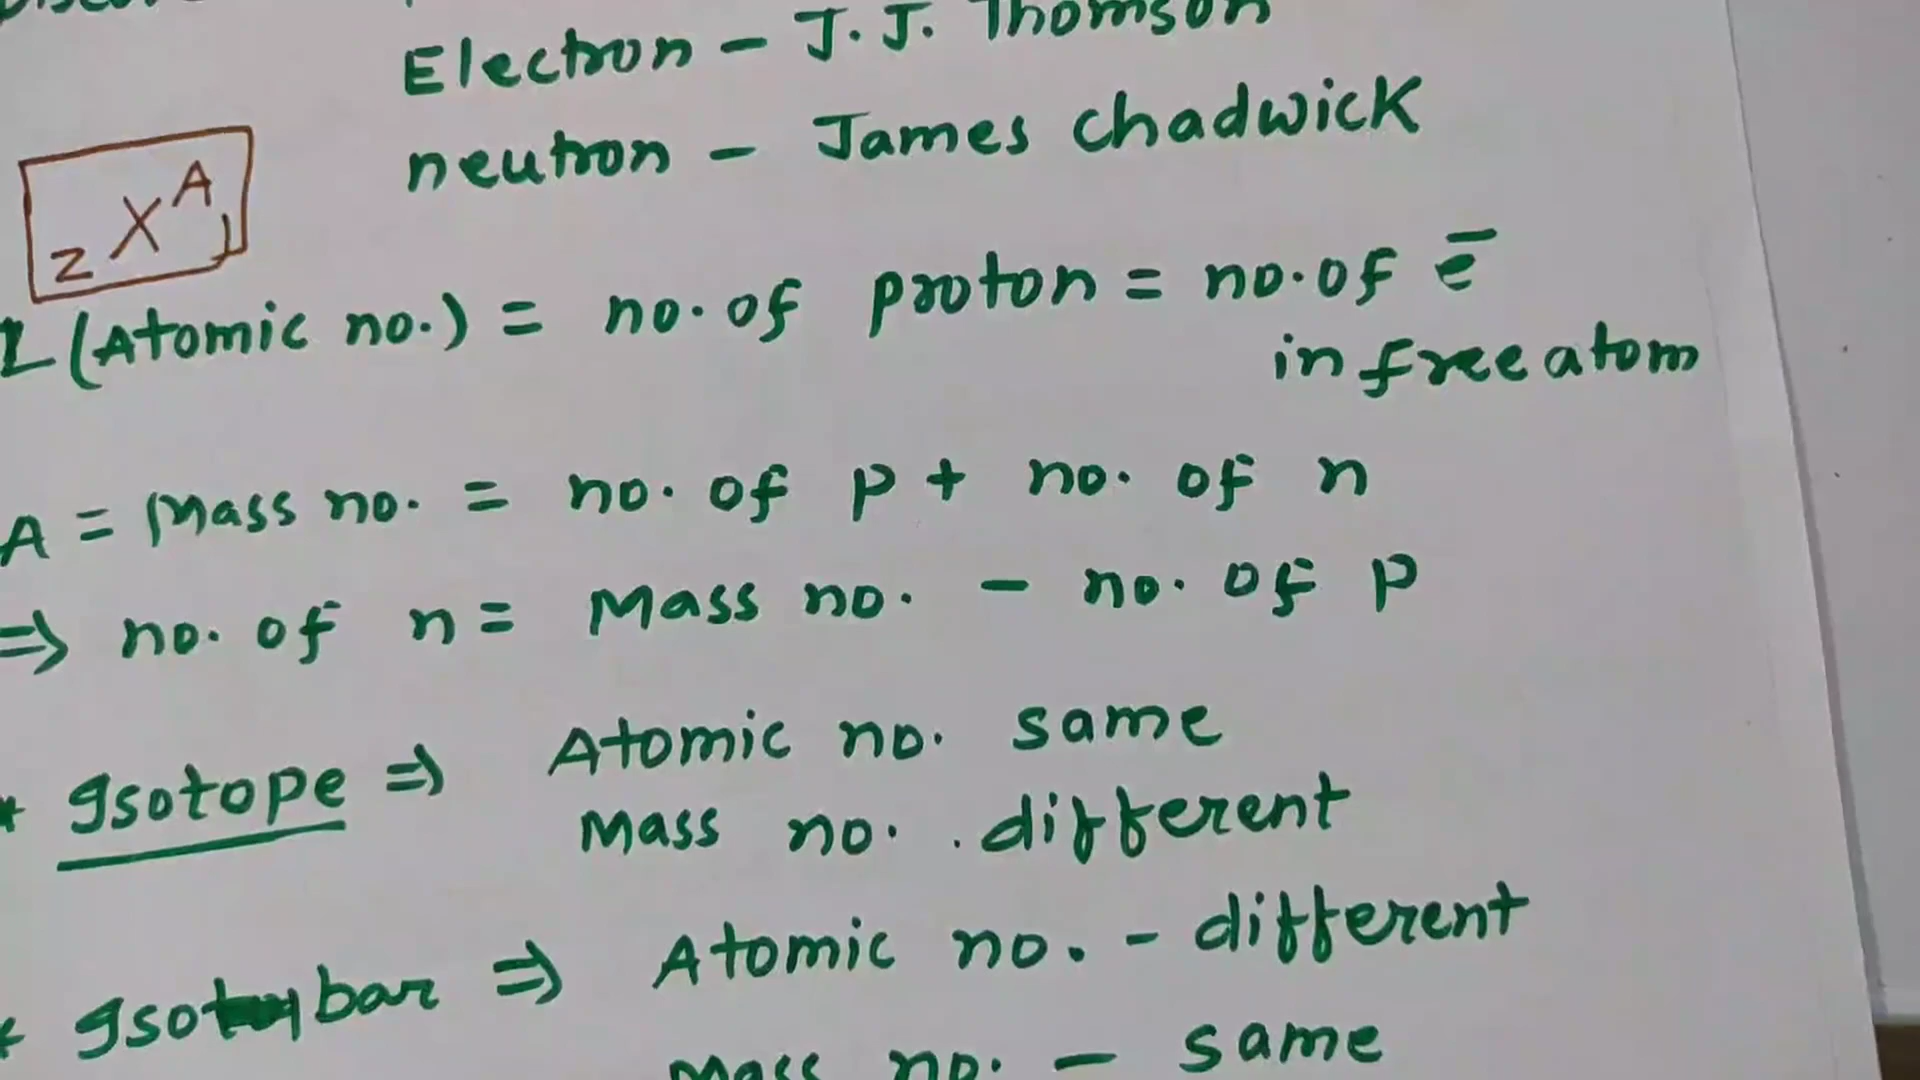 Electron - J.J. Thomson
neutron - James Chadwick
z X A
Z (Atomic no.) = no. of proton = no. of e̅
in free atom
A = Mass no. = no. of p + no. of n
⇒ no. of n = Mass no. - no. of p
* Isotope ⇒ Atomic no. same
Mass no. different
* Isobar ⇒ Atomic no. - different
Mass no. - same